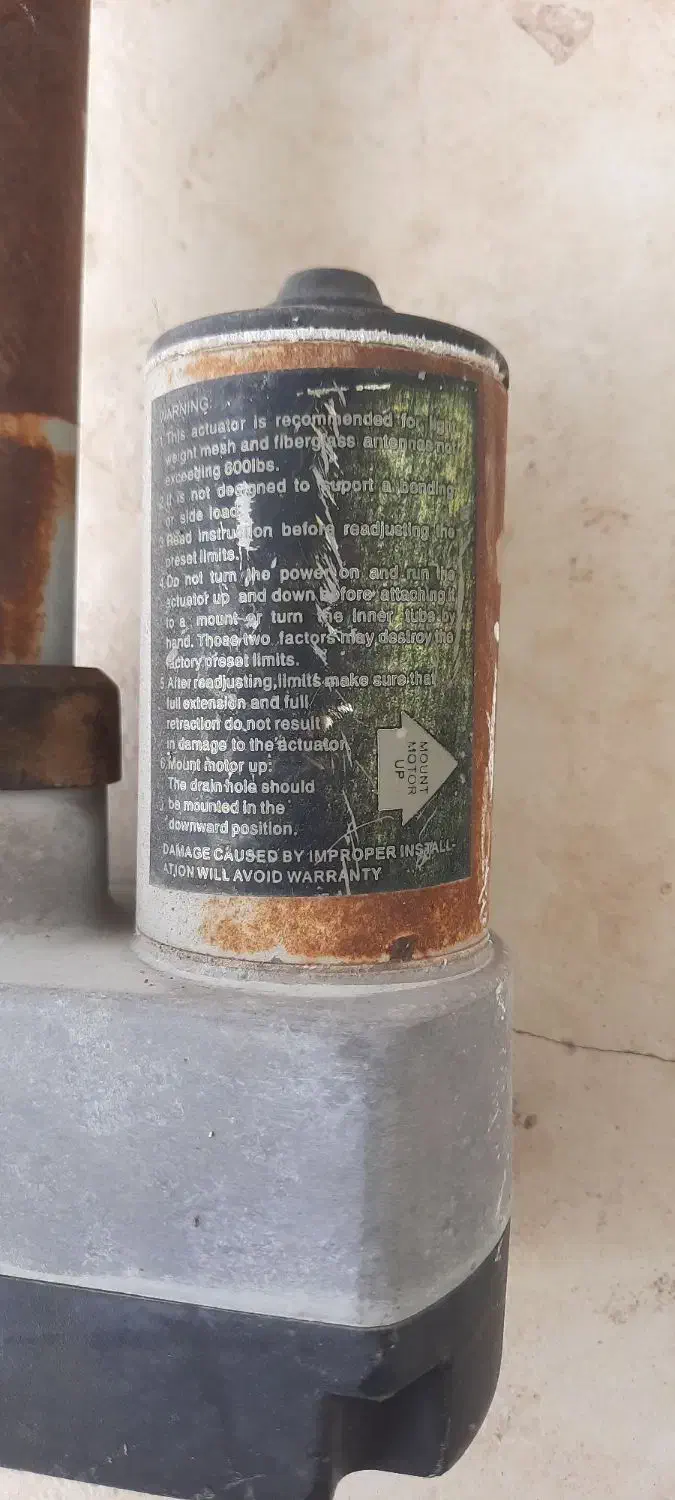 WARNING:
1.This actuator is recommended for light
weight mesh and fiberglass antennas no
exceeding 600lbs.
2.It is not designed to suport a bending
or side load.
3.Read instruction before readjusting the
preset limits.
4.Do not turn the power on and run the
actuator up and down before attaching it
to a mount or turn the inner tube by
hand. Those two factors may destroy the
factory preset limits.
5.After readjusting,limits make sure that
full extension and full
retraction do not result
in damage to the actuator,
6.Mount motor up:
The drain hole should
be mounted in the
downward position.
MOUNT
MOTOR
UP
DAMAGE CAUSED BY IMPROPER INSTALL-
ATION WILL AVOID WARRANTY